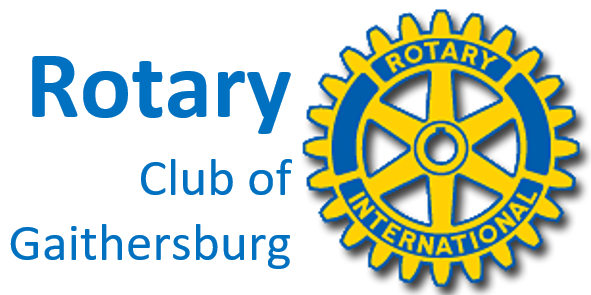 Rotary
Club of
Gaithersburg
ROTARY
INTERNATIONAL